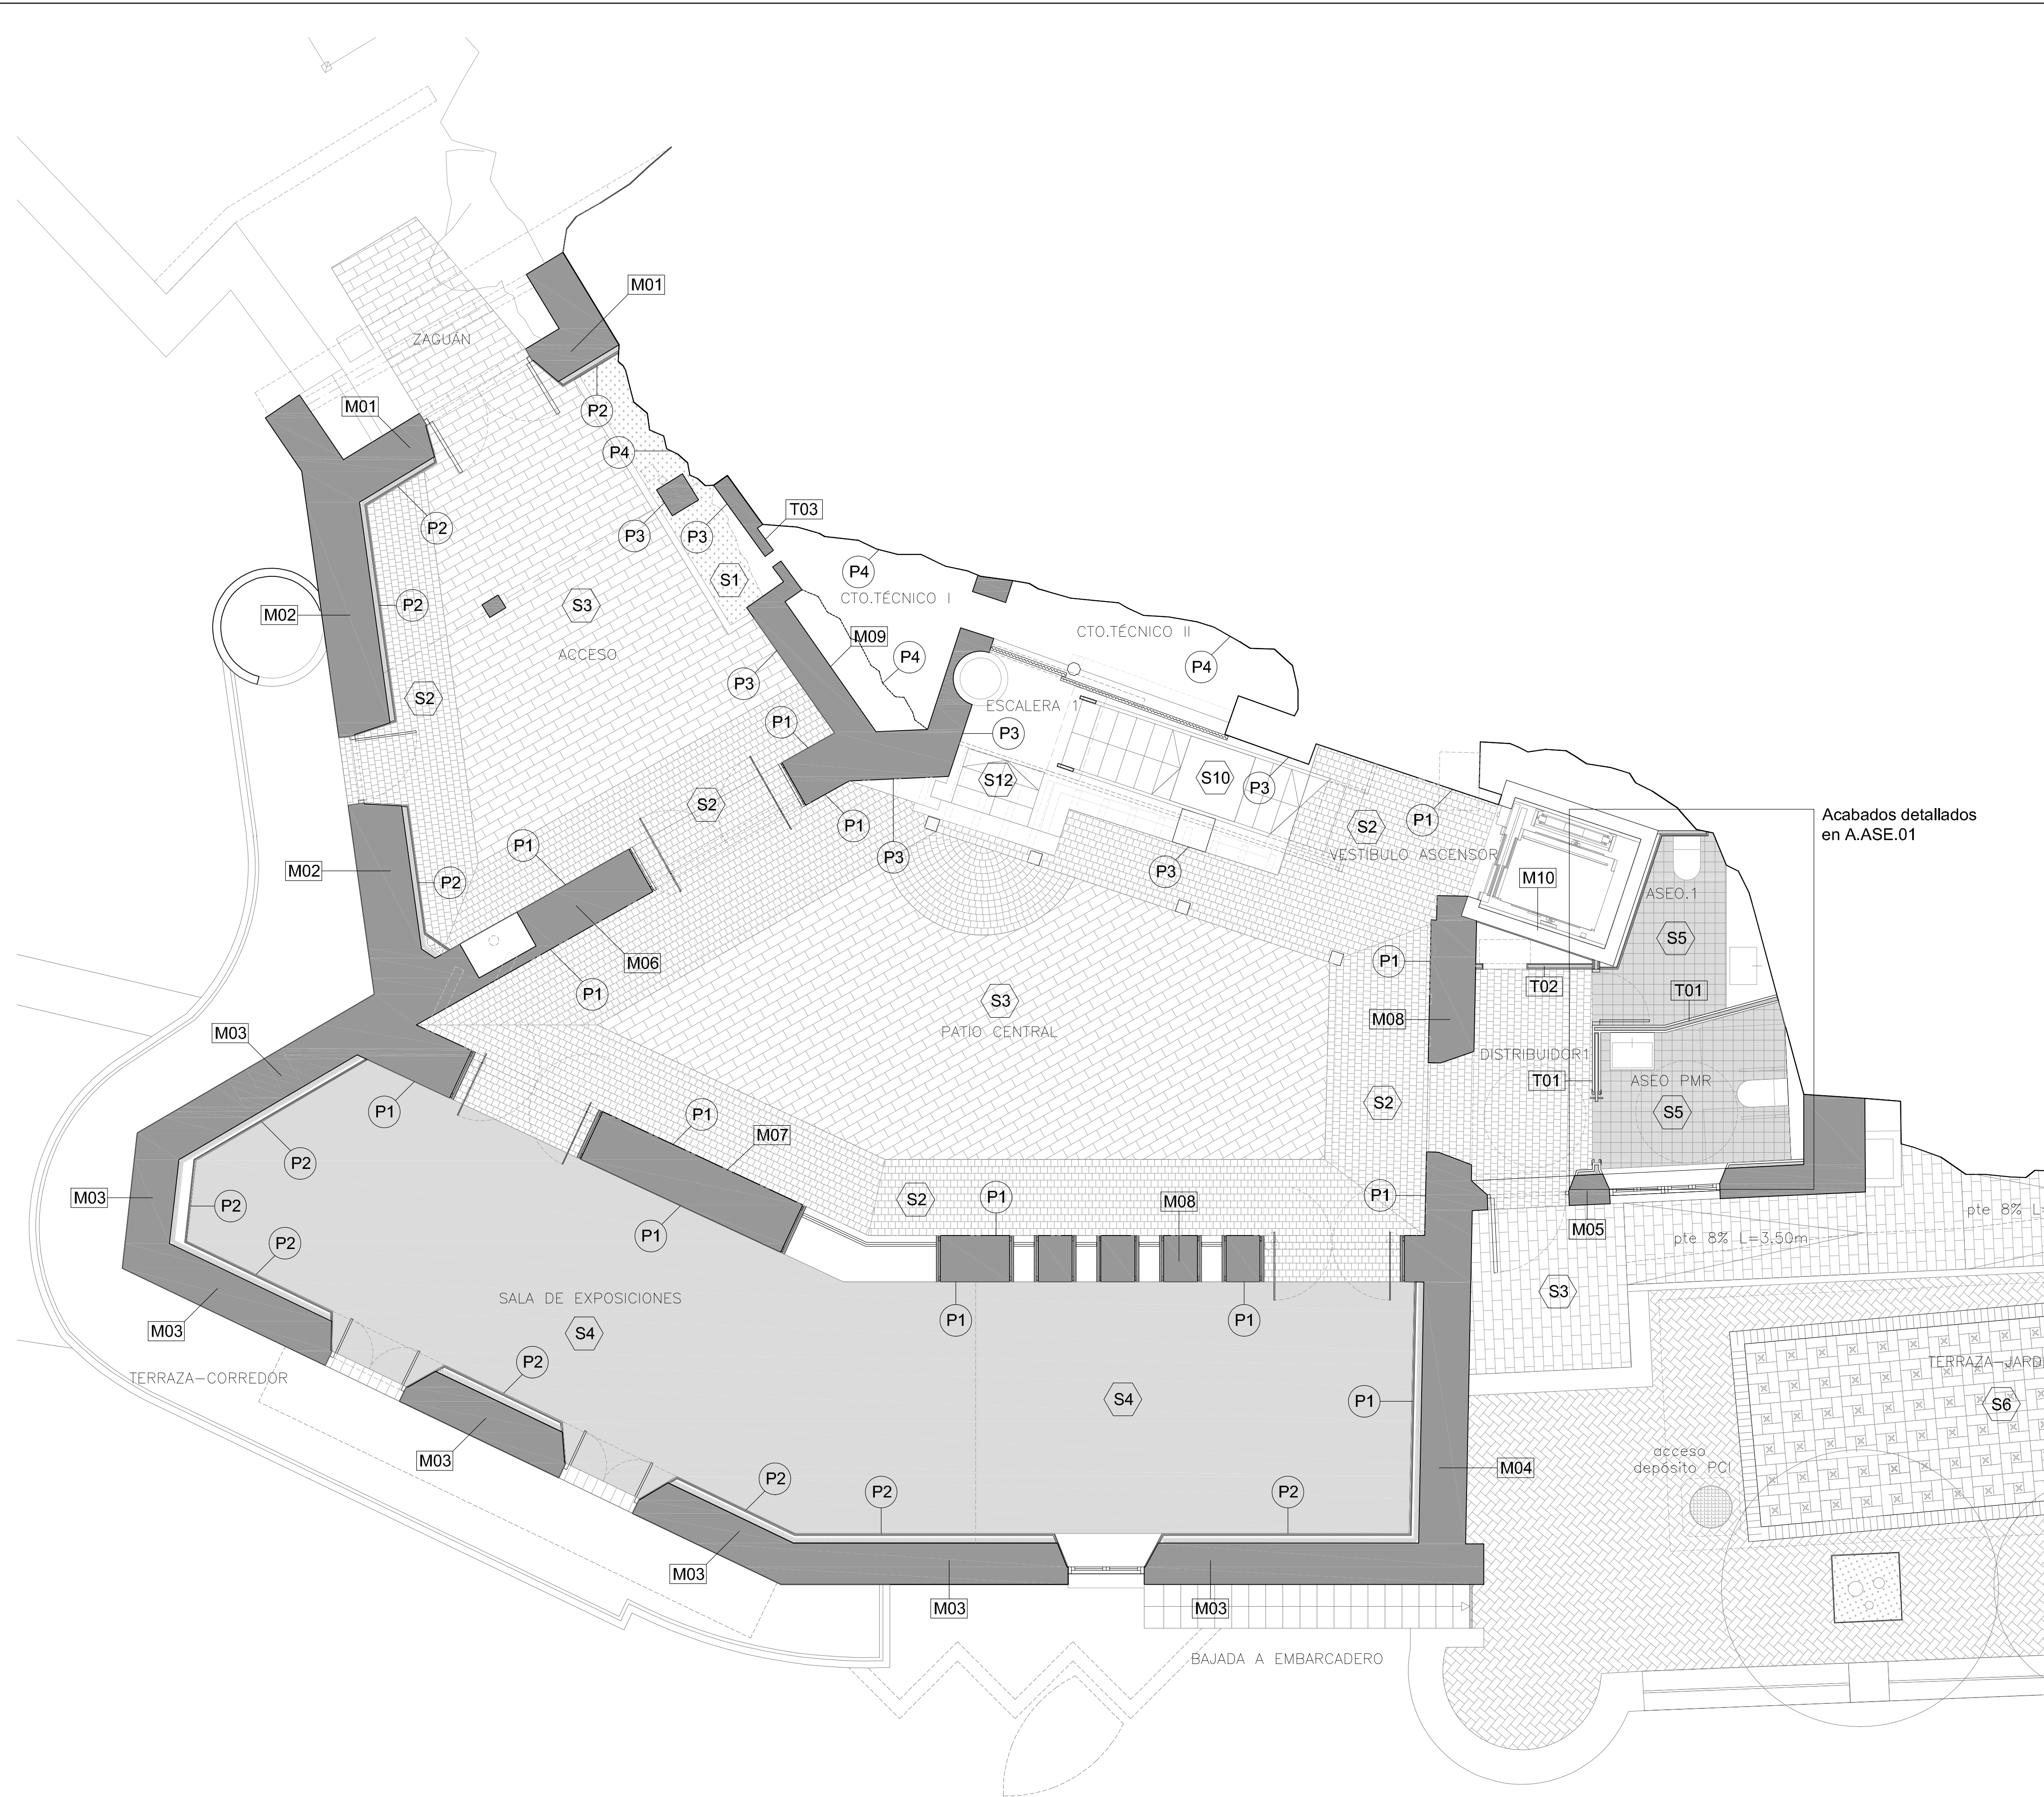 M01
ZAGUÁN
M01
P2
P4
P2
T03
P3
P3
P4
S1
CTO.TÉCNICO I
S3
P2
M02
CTO.TÉCNICO II
M09
ACCESO
P4
P4
P3
S2
ESCALERA 1
P1
P3
S12
S10
P3
S2
P1
P1
S2
P1
Acabados detallados
en A.ASE.01
P3
VESTÍBULO ASCENSOR
M02
P3
M10
P2
ASEO.1
S5
M06
P1
T02
T01
P1
S3
M08
M03
PATIO CENTRAL
DISTRIBUIDOR1
T01
ASEO PMR
P1
P1
S2
S5
M07
P2
M03
P2
S2
P1
M08
P1
pte 8% L=
P1
M05
pte 8% L=3.50m
P2
S3
SALA DE EXPOSICIONES
M03
S4
P1
P1
P2
TERRAZA-JARD
TERRAZA-CORREDOR
S4
P1
S6
acceso
depósito PCI
M03
M04
P2
P2
P2
M03
M03
M03
BAJADA A EMBARCADERO